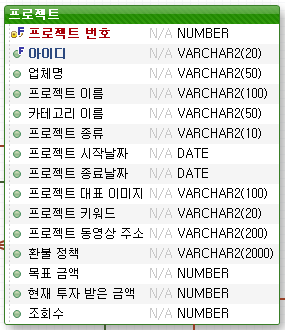 프로젝트
프로젝트 번호 N/A NUMBER
아이디 N/A VARCHAR2(20)
업체명 N/A VARCHAR2(50)
프로젝트 이름 N/A VARCHAR2(100)
카테고리 이름 N/A VARCHAR2(50)
프로젝트 종류 N/A VARCHAR2(10)
프로젝트 시작날짜 N/A DATE
프로젝트 종료날짜 N/A DATE
프로젝트 대표 이미지 N/A VARCHAR2(100)
프로젝트 키워드 N/A VARCHAR2(20)
프로젝트 동영상 주소 N/A VARCHAR2(200)
환불 정책 N/A VARCHAR2(2000)
목표 금액 N/A NUMBER
현재 투자 받은 금액 N/A NUMBER
조회수 N/A NUMBER